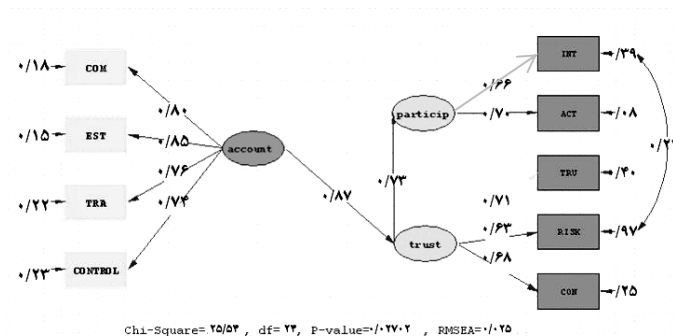 ۰/۱۸
COM
۰/۸۰
۰/۱۵
EST
۰/۸۵
account
۰/۷۶
۰/۲۲
TRA
۰/۷۴
۰/۲۳
CONTROL
۰/۸۷
particip
۰/۷۳
trust
۰/۶۶
INT
۰/۳۹
۰/۷۰
ACT
۰/۰۸
TRU
۰/۴۰
۰/۷۱
۰/۶۳
RISK
۰/۹۷
۰/۶۸
CON
۰/۲۵
Chi-Square= ۲۵/۵۳ , df= ۲۳, P-value=۰/۰۲۷۰۲ , RMSEA=۰/۰۲۵